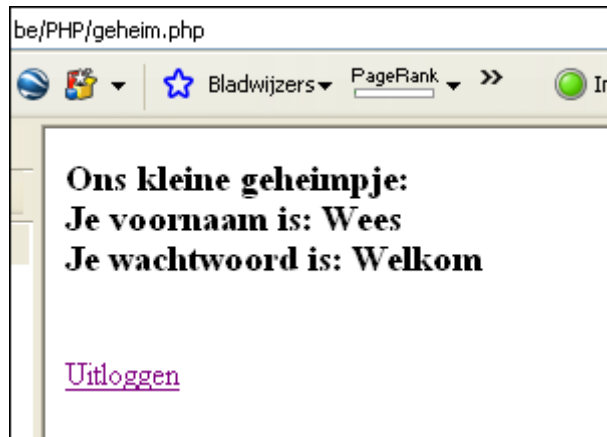 be/PHP/geheim.php
Bladwijzers PageRank »
Ons kleine geheimpje:
Je voornaam is: Wees
Je wachtwoord is: Welkom
Uitloggen